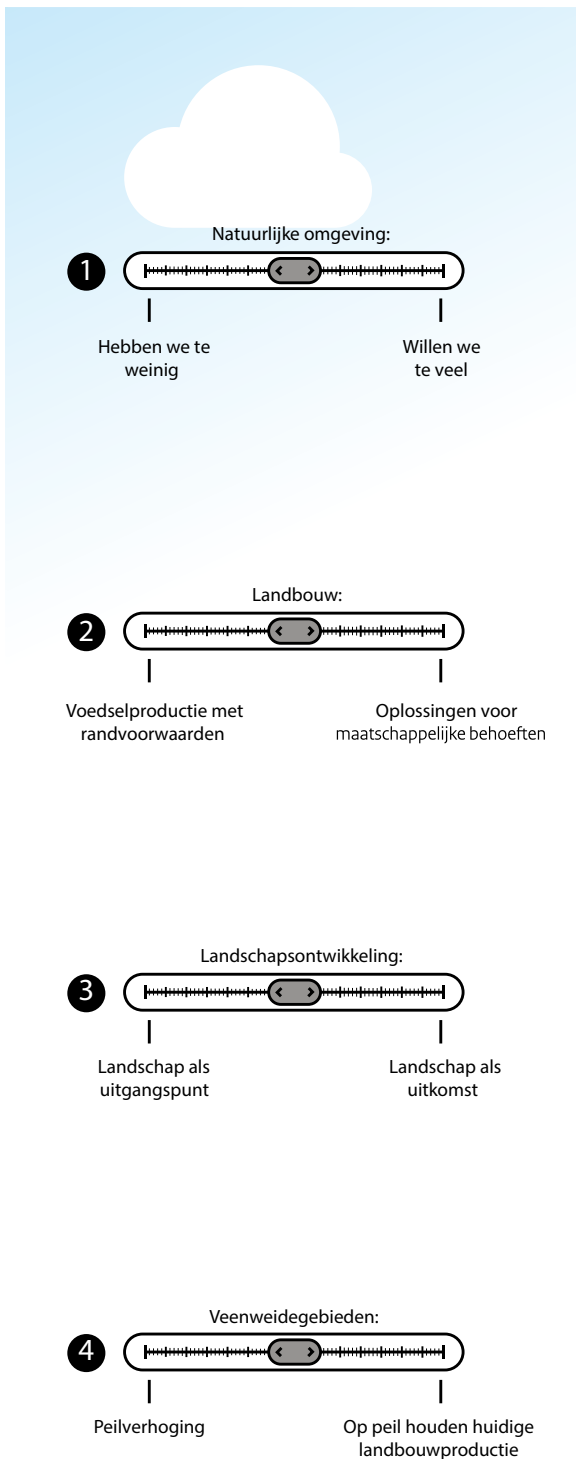 Natuurlijke omgeving:
1
Hebben we te
weinig
Willen we
te veel
Landbouw:
2
Voedselproductie met
randvoorwaarden
Oplossingen voor
maatschappelijke behoeften
Landschapsontwikkeling:
3
Landschap als
uitgangspunt
Landschap als
uitkomst
Veenweidegebieden:
4
Peilverhoging
Op peil houden huidige
landbouwproductie